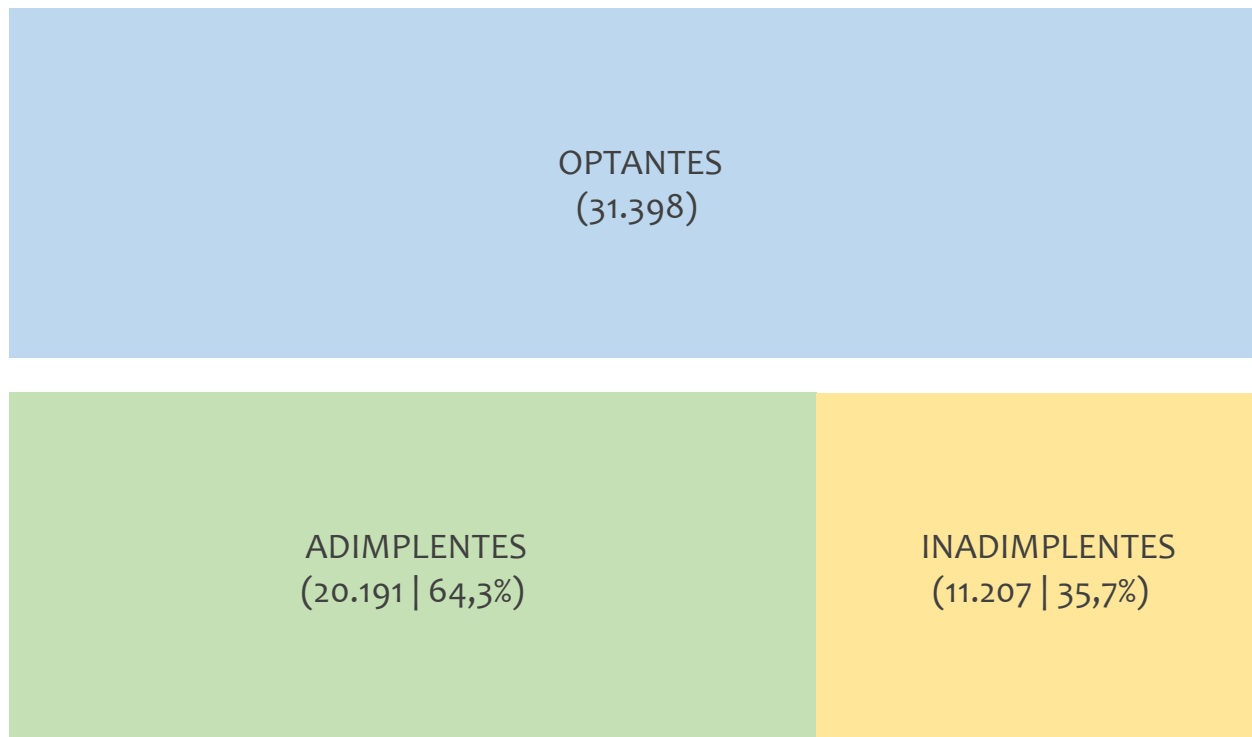 OPTANTES
(31.398)
ADIMPLENTES
(20.191 | 64,3%)
INADIMPLENTES
(11.207 | 35,7%)